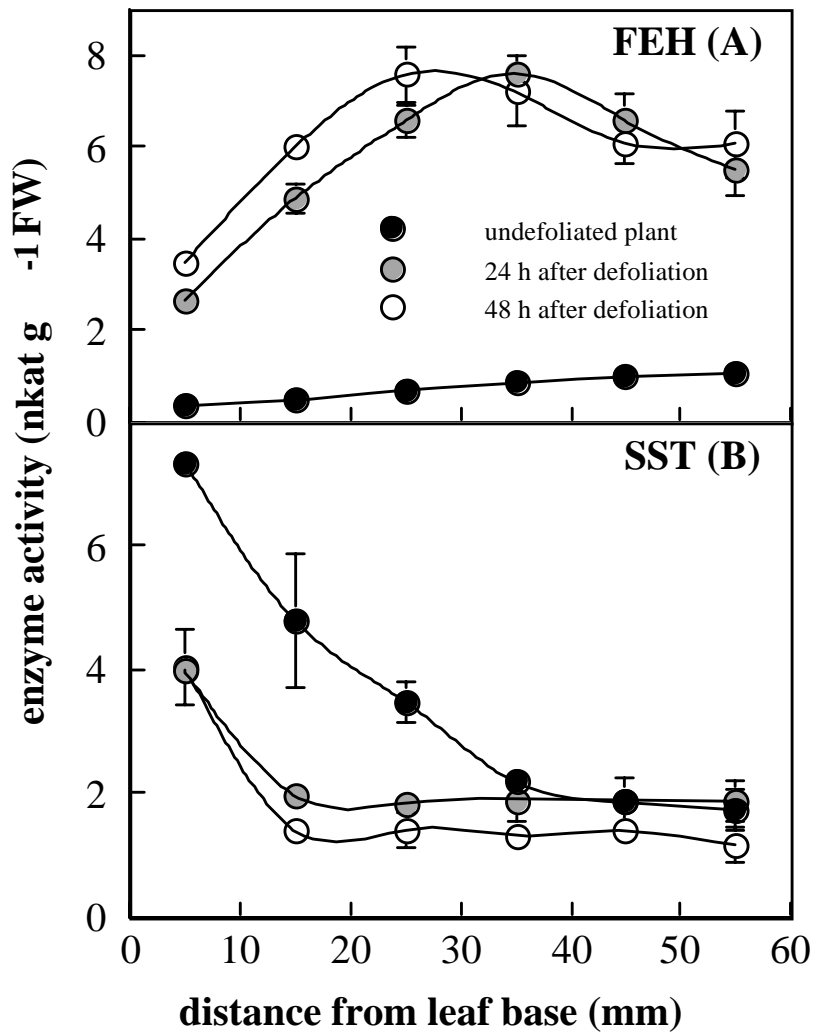 FEH (A)
8
6
4
2
0
undefoliated plant
24 h after defoliation
48 h after defoliation
enzyme activity (nkat g -1 FW)
SST (B)
6
4
2
0
0 10 20 30 40 50 60
distance from leaf base (mm)